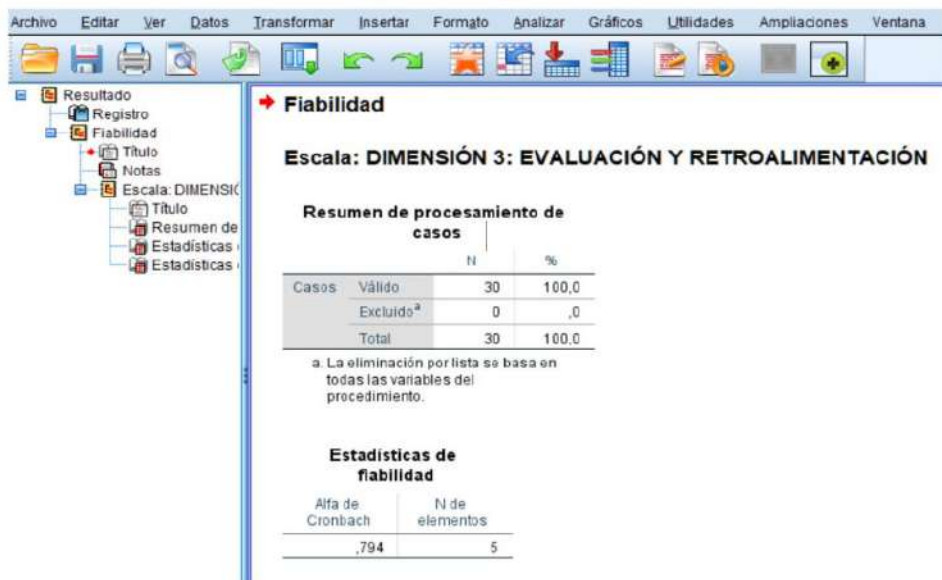 Archivo Editar Ver Datos Transformar Insertar Formato Analizar Gráficos Utilidades Ampliaciones Ventana
Resultado
Registro
Fiabilidad
Título
Notas
Escala: DIMENSIÓ
Título
Resumen de
Estadísticas
Estadísticas
Fiabilidad
Escala: DIMENSIÓN 3: EVALUACIÓN Y RETROALIMENTACIÓN
Resumen de procesamiento de
casos
N %
Casos Válido 30 100,0
Excluido a 0 ,0
Total 30 100,0
a. La eliminación por lista se basa en
todas las variables del
procedimiento.
Estadísticas de
fiabilidad
Alfa de N de
Cronbach elementos
,794 5